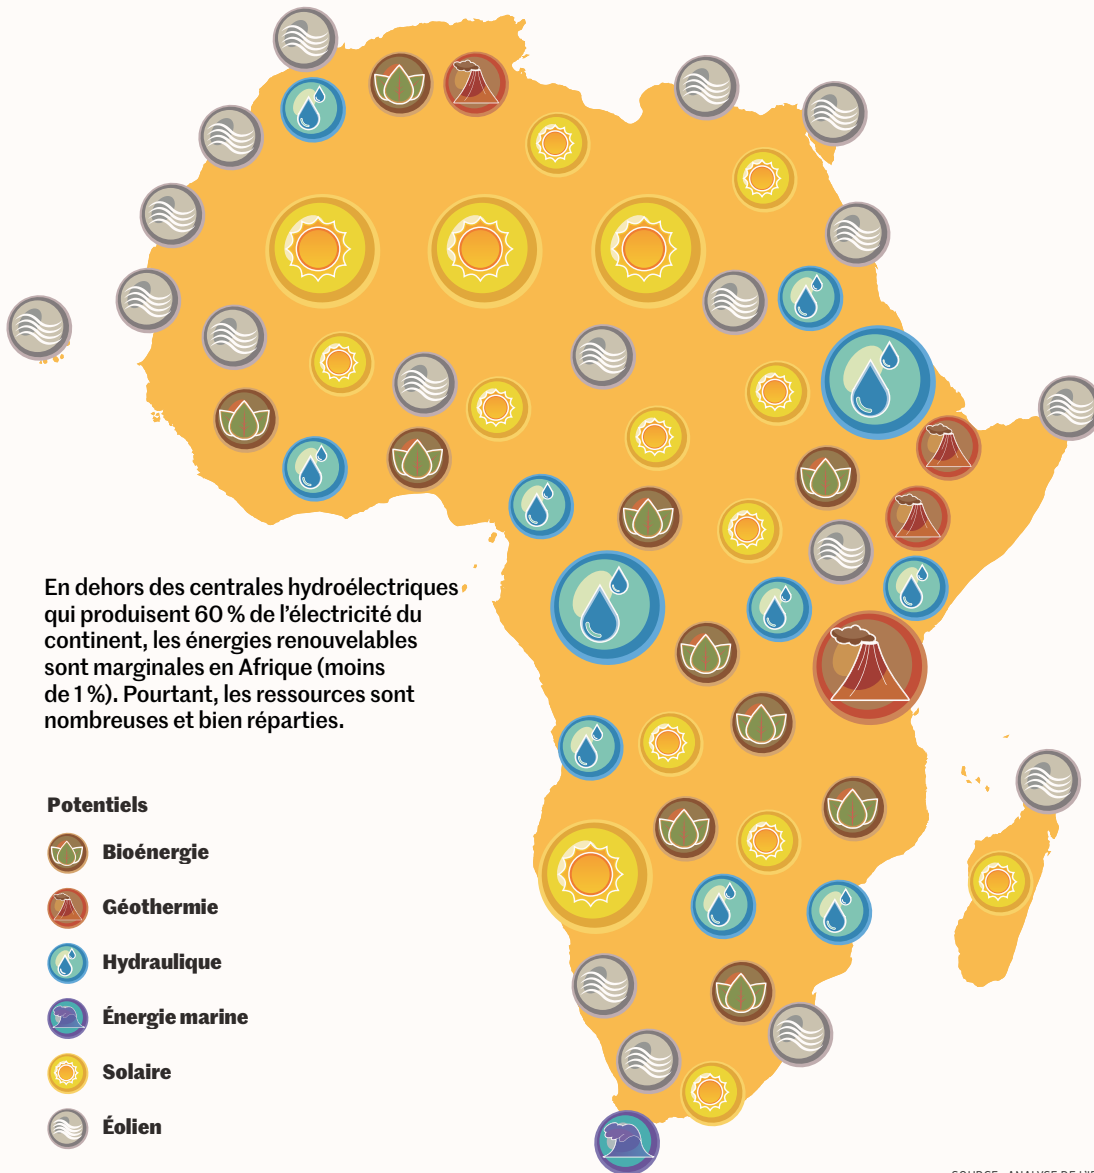 En dehors des centrales hydroélectriques
qui produisent 60 % de l’électricité du
continent, les énergies renouvelables
sont marginales en Afrique (moins
de 1 %). Pourtant, les ressources sont
nombreuses et bien réparties.
Potentiels
Bioénergie
Géothermie
Hydraulique
Énergie marine
Solaire
Éolien